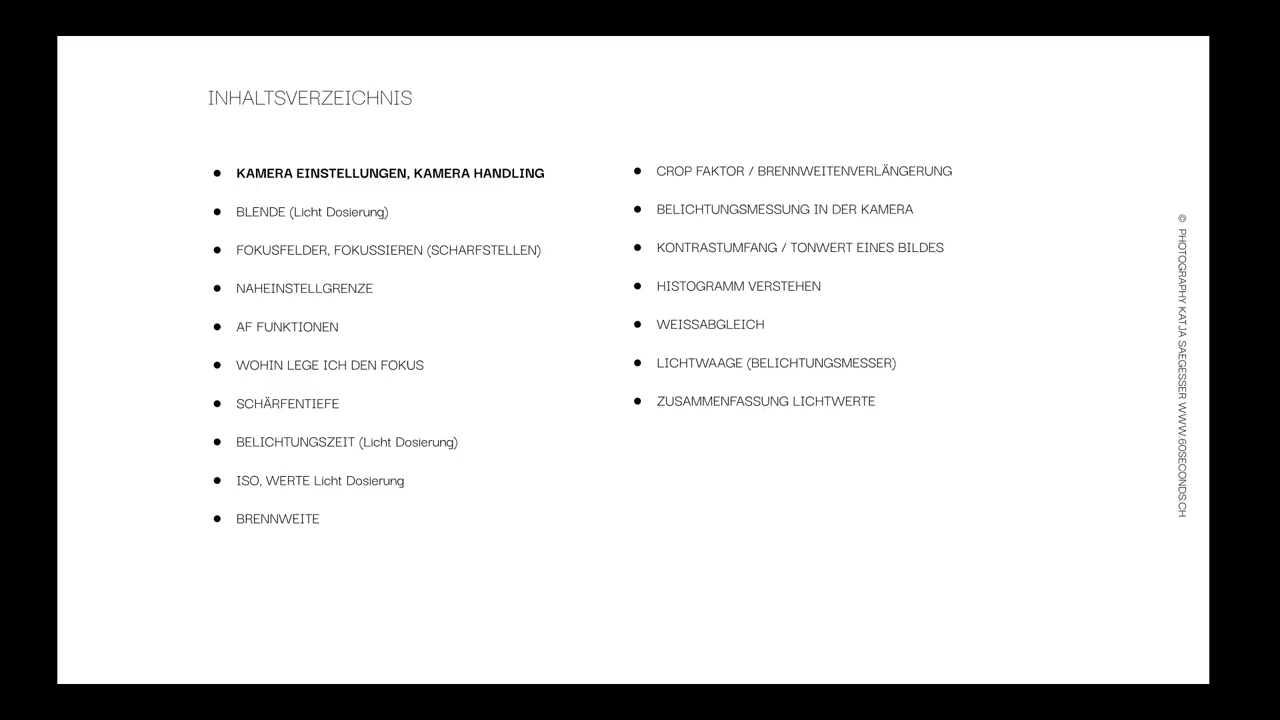 INHALTSVERZEICHNIS
KAMERA EINSTELLUNGEN, KAMERA HANDLING
BLENDE (Licht Dosierung)
FOKUSFELDER, FOKUSSIEREN (SCHARFSTELLEN)
NAHEINSTELLGRENZE
AF FUNKTIONEN
WOHIN LEGE ICH DEN FOKUS
SCHÄRFENTIEFE
BELICHTUNGSZEIT (Licht Dosierung)
ISO, WERTE Licht Dosierung
BRENNWEITE
CROP FAKTOR / BRENNWEITENVERLÄNGERUNG
BELICHTUNGSMESSUNG IN DER KAMERA
KONTRASTUMFANG / TONWERT EINES BILDES
HISTOGRAMM VERSTEHEN
WEISSABGLEICH
LICHTWAAGE (BELICHTUNGSMESSER)
ZUSAMMENFASSUNG LICHTWERTE
© PHOTOGRAPHY KATJA SAEGESSER WWW.60SECONDS.CH